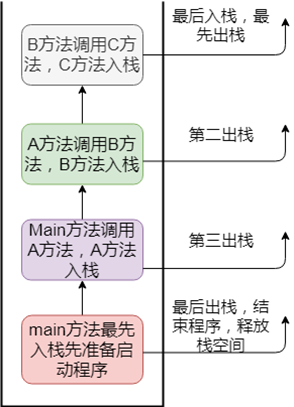 B方法调用C方
法，C方法入栈
最后入栈，最
先出栈
A方法调用B方
法，B方法入栈
第二出栈
Main方法调用
A方法，A方法
入栈
第三出栈
main方法最先
入栈先准备启
动程序
最后出栈，结
束程序，释放
栈空间